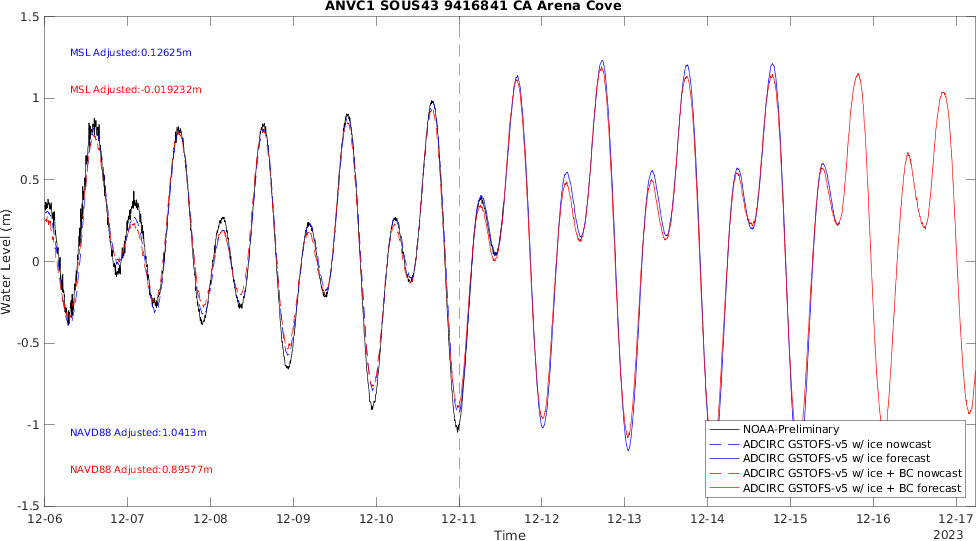 ANVC1 SOUS43 9416841 CA Arena Cove
1.5
1
0.5
0
-0.5
-1
-1.5
Water Level (m)
MSL Adjusted:0.12625m
MSL Adjusted:-0.019232m
NAVD88 Adjusted:1.0413m
NAVD88 Adjusted:0.89577m
NOAA-Preliminary
ADCIRC GSTOFS-v5 w/ ice nowcast
ADCIRC GSTOFS-v5 w/ ice forecast
ADCIRC GSTOFS-v5 w/ ice + BC nowcast
ADCIRC GSTOFS-v5 w/ ice + BC forecast
12-06 12-07 12-08 12-09 12-10 12-11 12-12 12-13 12-14 12-15 12-16 12-17
Time
2023